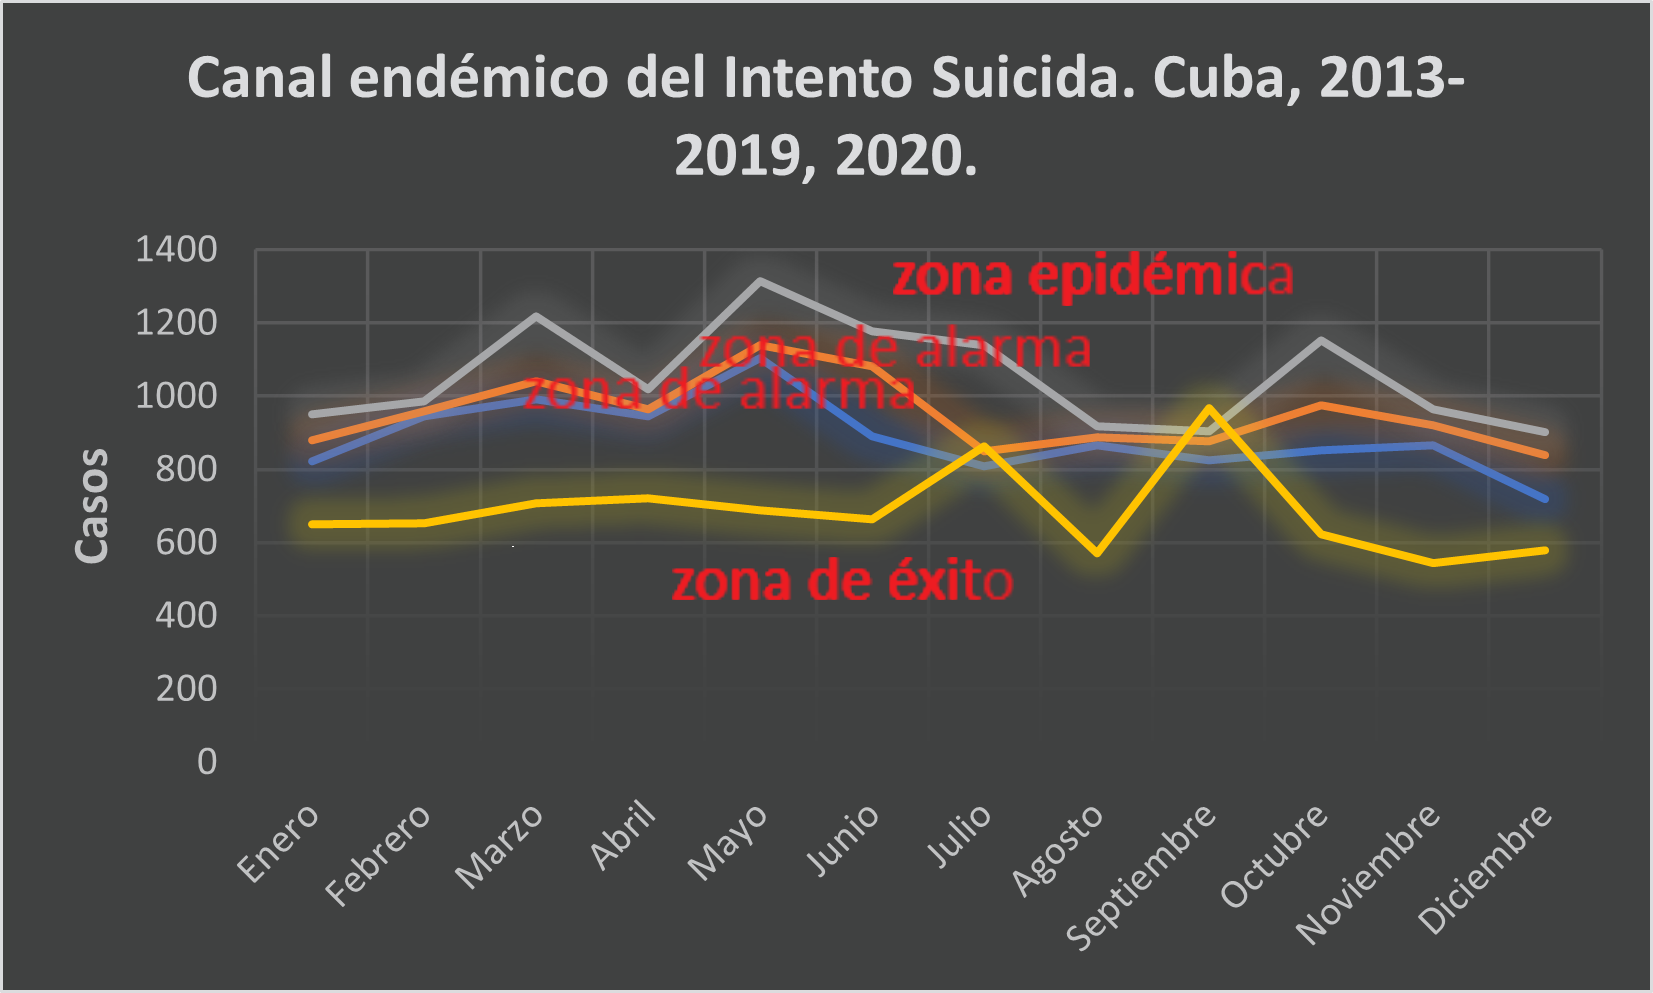 Canal endémico del Intento Suicida. Cuba, 2013-
2019, 2020.
1400
1200
1000
800
600
400
200
0
Casos
zona epidémica
zona de alarma
zona de alarma
zona de éxito
Enero
Febrero
Marzo
Abril
Mayo
Junio
Julio
Agosto
Septiembre
Octubre
Noviembre
Diciembre